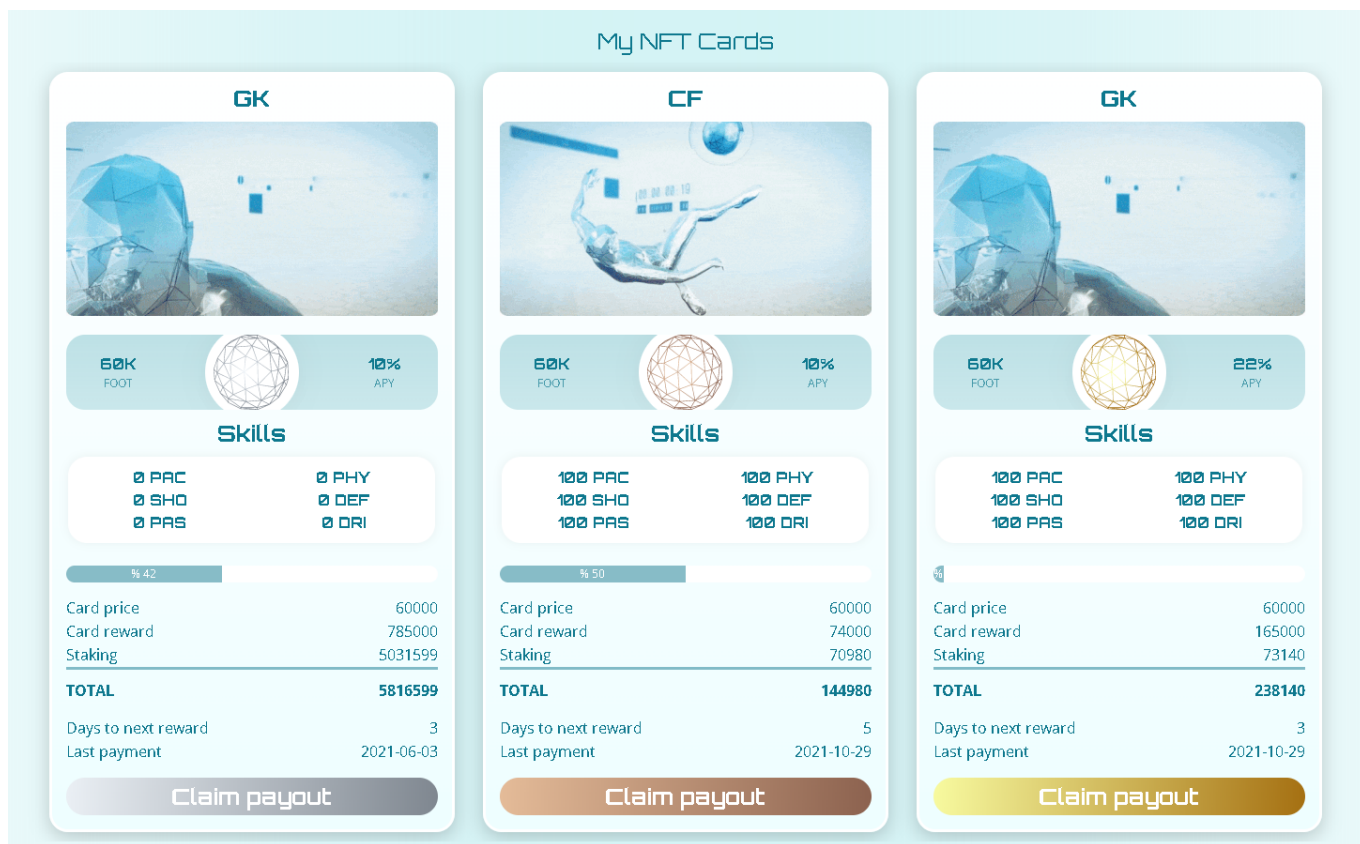 My NFT Cards
GK
60K
FOOT
10%
APY
Skills
0 PAC 0 PHY
0 SHO 0 DEF
0 PAS 0 DRI
% 42
Card price 60000
Card reward 785000
Staking 5031599
TOTAL 5816599
Days to next reward 3
Last payment 2021-06-03
Claim payout
CF
60K
FOOT
10%
APY
Skills
100 PAC 100 PHY
100 SHO 100 DEF
100 PAS 100 DRI
% 50
Card price 60000
Card reward 74000
Staking 70980
TOTAL 144980
Days to next reward 5
Last payment 2021-10-29
Claim payout
GK
60K
FOOT
22%
APY
Skills
100 PAC 100 PHY
100 SHO 100 DEF
100 PAS 100 DRI
%
Card price 60000
Card reward 165000
Staking 73140
TOTAL 238140
Days to next reward 3
Last payment 2021-10-29
Claim payout